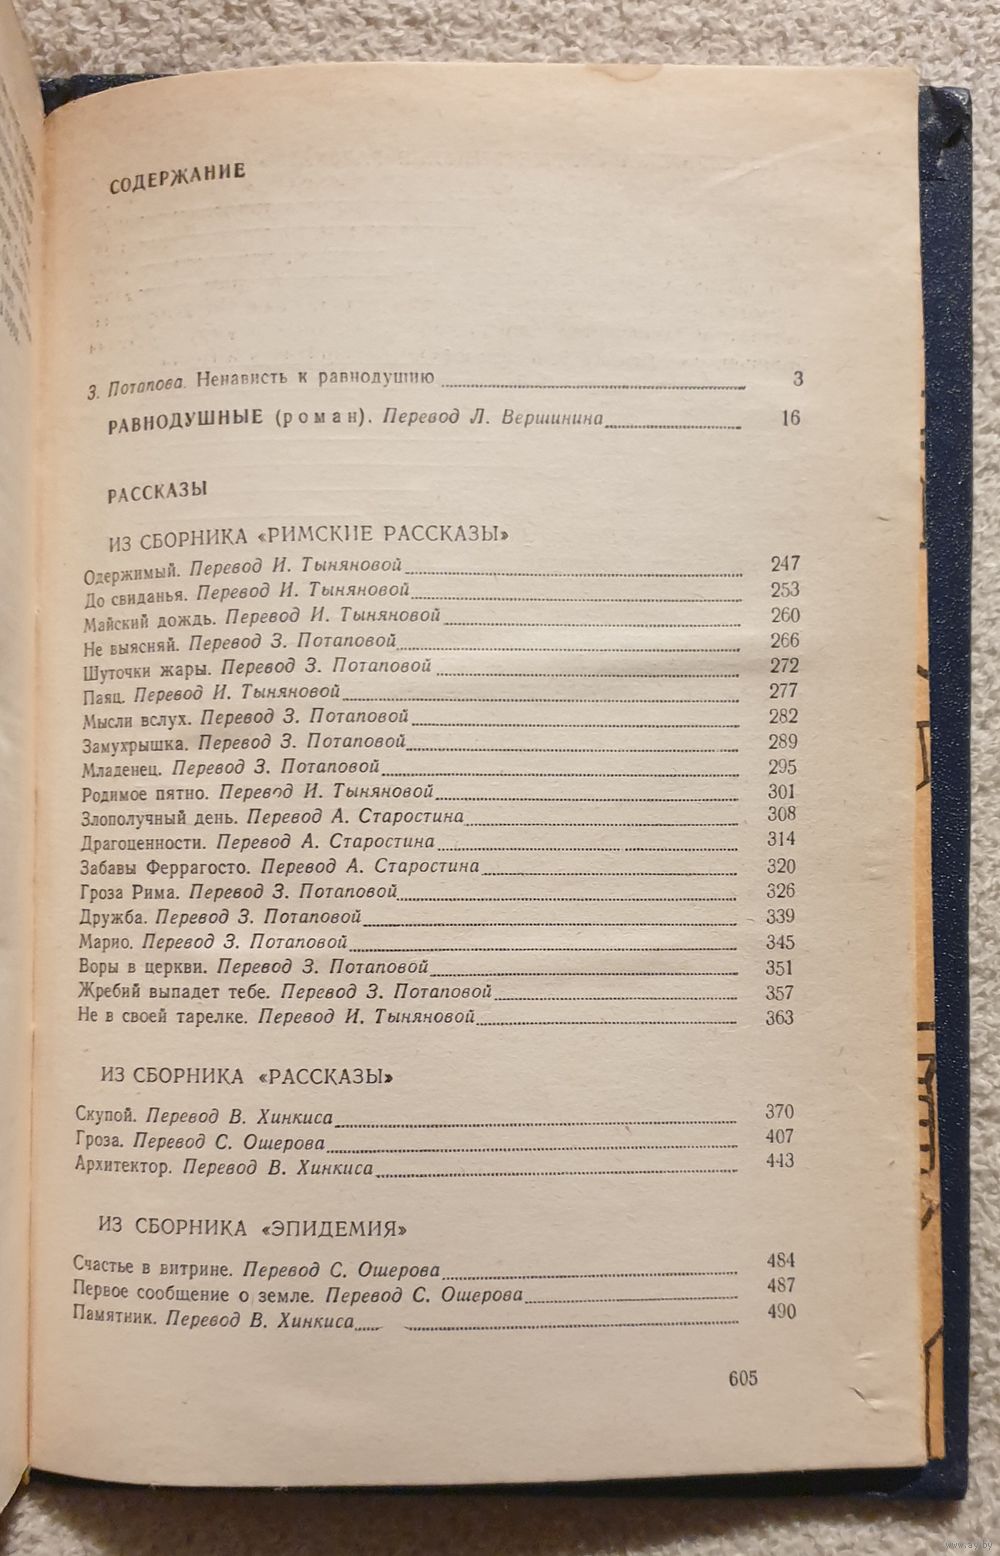 СОДЕРЖАНИЕ
З. Потапова. Ненависть к равнодушию 3
РАВНОДУШНЫЕ (роман). Перевод Л. Вершинина 16
РАССКАЗЫ
ИЗ СБОРНИКА «РИМСКИЕ РАССКАЗЫ»
Одержимый. Перевод И. Тыняновой 247
До свиданья. Перевод И. Тыняновой 253
Майский дождь. Перевод И. Тыняновой 260
Не выясняй. Перевод З. Потаповой 266
Шуточки жары. Перевод З. Потаповой 272
Паяц. Перевод И. Тыняновой 277
Мысли вслух. Перевод З. Потаповой 282
Замухрышка. Перевод З. Потаповой 289
Младенец. Перевод З. Потаповой 295
Родимое пятно. Перевод И. Тыняновой 301
Злополучный день. Перевод А. Старостина 308
Драгоценности. Перевод А. Старостина 314
Забавы Феррагосто. Перевод А. Старостина 320
Гроза Рима. Перевод З. Потаповой 326
Дружба. Перевод З. Потаповой 339
Марио. Перевод З. Потаповой 345
Воры в церкви. Перевод З. Потаповой 351
Жребий выпадет тебе. Перевод З. Потаповой 357
Не в своей тарелке. Перевод И. Тыняновой 363
ИЗ СБОРНИКА «РАССКАЗЫ»
Скупой. Перевод В. Хинкиса 370
Гроза. Перевод С. Ошерова 407
Архитектор. Перевод В. Хинкиса 443
ИЗ СБОРНИКА «ЭПИДЕМИЯ»
Счастье в витрине. Перевод С. Ошерова 484
Первое сообщение о земле. Перевод С. Ошерова 487
Памятник. Перевод В. Хинкиса 490
605
www.ay.by